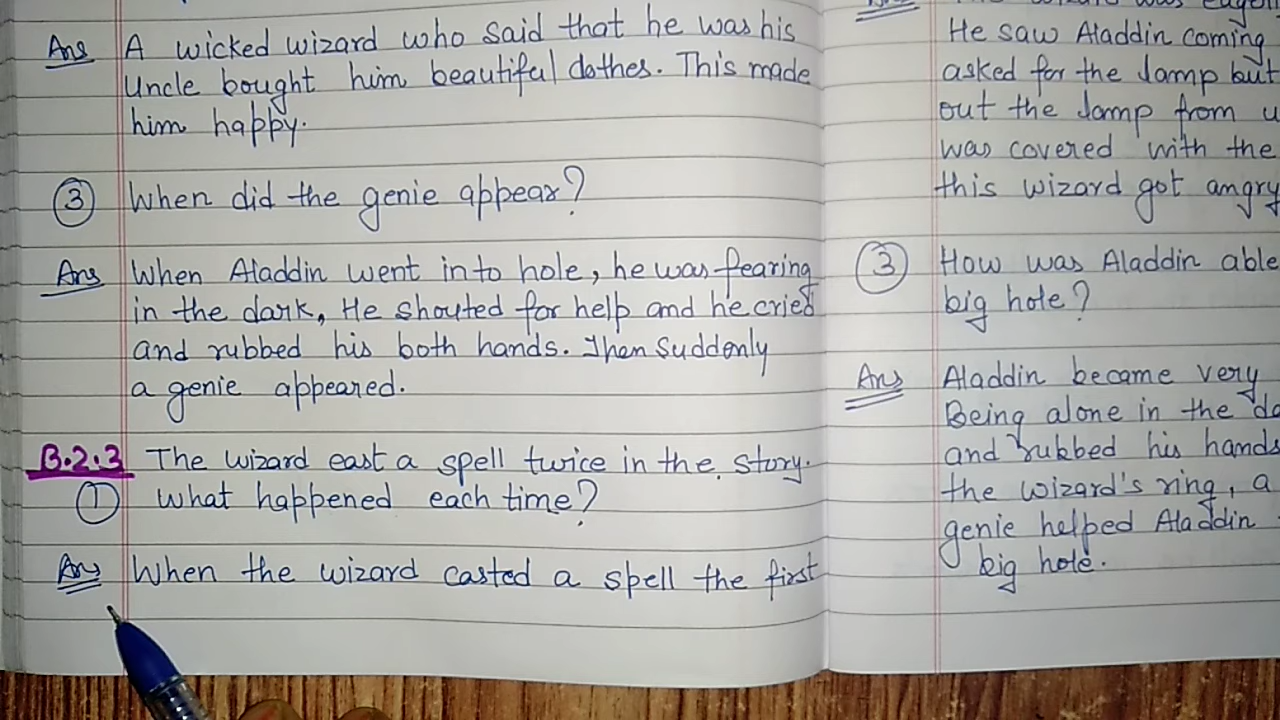 Ans A wicked wizard who said that he was his
Uncle bought him beautiful clothes. This made
him happy.
3 When did the genie appear?
Ans When Aladdin went into hole, he was fearing
in the dark, He shouted for help and he cried
and rubbed his both hands. Then Suddenly
a genie appeared.
B.2.3 The wizard cast a spell twice in the story.
1 What happened each time?
Ans When the wizard casted a spell the first
He saw Aladdin coming
asked for the lamp but
out the lamp from
was covered with the
this wizard got angry
3 How was Aladdin able
big hole?
Ans Aladdin became very
Being alone in the
and rubbed his hands
the wizard's ring, a
genie helped Aladdin
big hole.